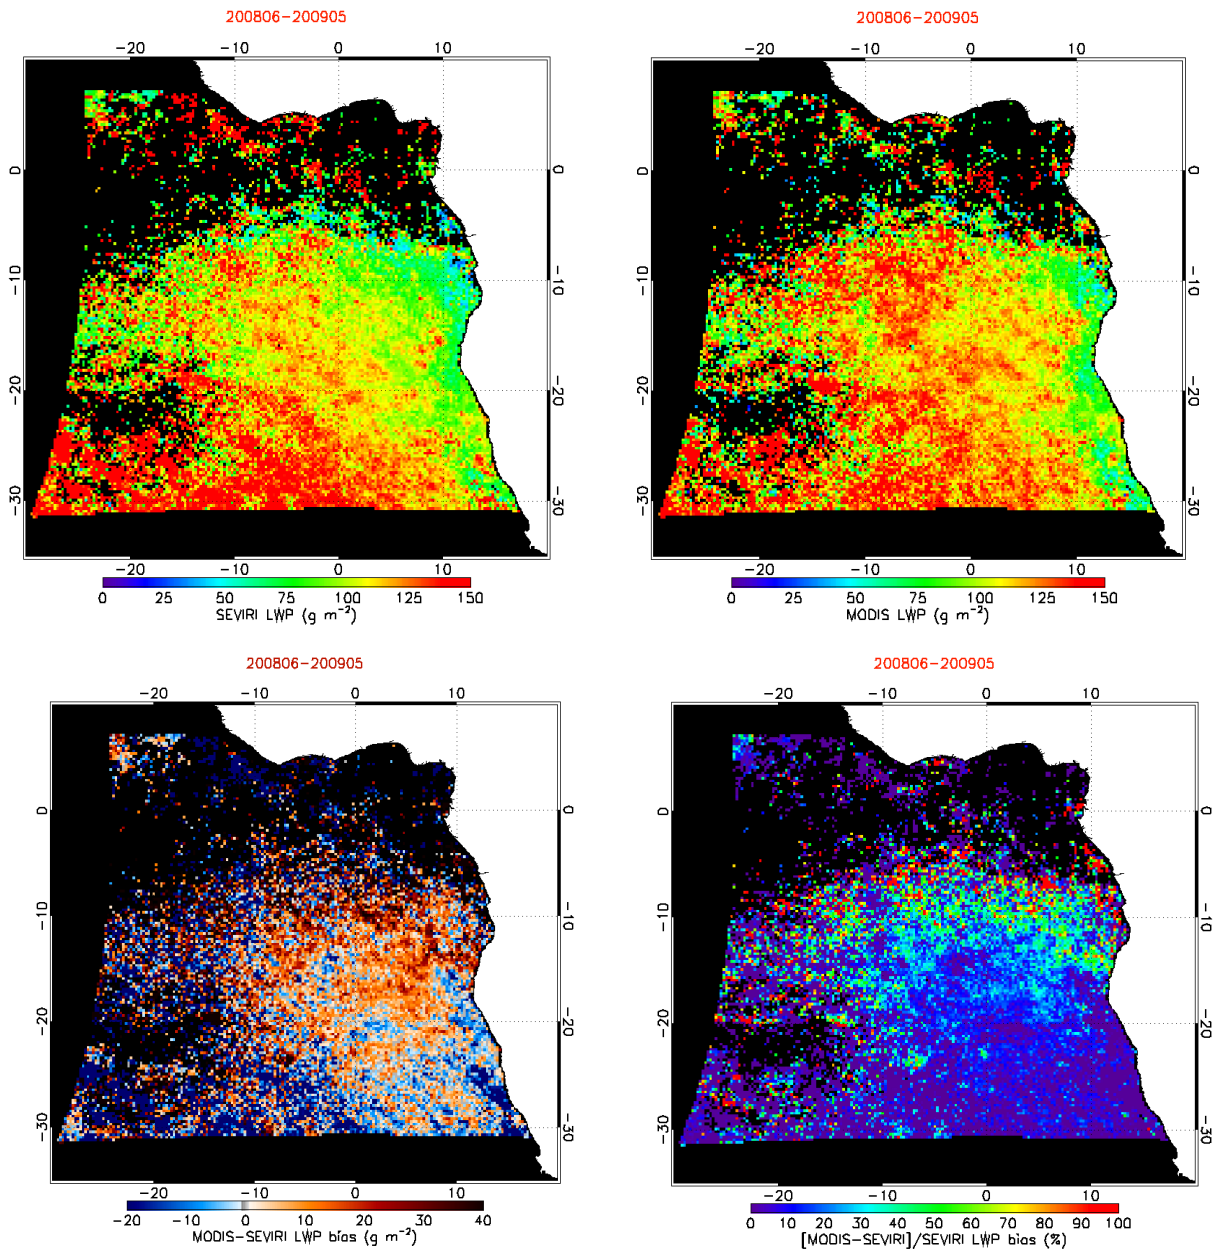 200806-200905
200806-200905
-20 -10 0 10
-20 -10 0 10
0 0
-10 -10
-20 -20
-30 -30
0 0
-10 -10
-20 -20
-30 -30
-20 -10 0 10
-20 -10 0 10
0 25 50 75 100 125 150
SEVIRI LWP (g m⁻²)
0 25 50 75 100 125 150
MODIS LWP (g m⁻²)
200806-200905
200806-200905
-20 -10 0 10
-20 -10 0 10
0 0
-10 -10
-20 -20
-30 -30
0 0
-10 -10
-20 -20
-30 -30
-20 -10 0 10
-20 -10 0 10
-20 -10 0 10 20 30 40
MODIS-SEVIRI LWP bias (g m⁻²)
0 10 20 30 40 50 60 70 80 90 100
[MODIS-SEVIRI]/SEVIRI LWP bias (%)